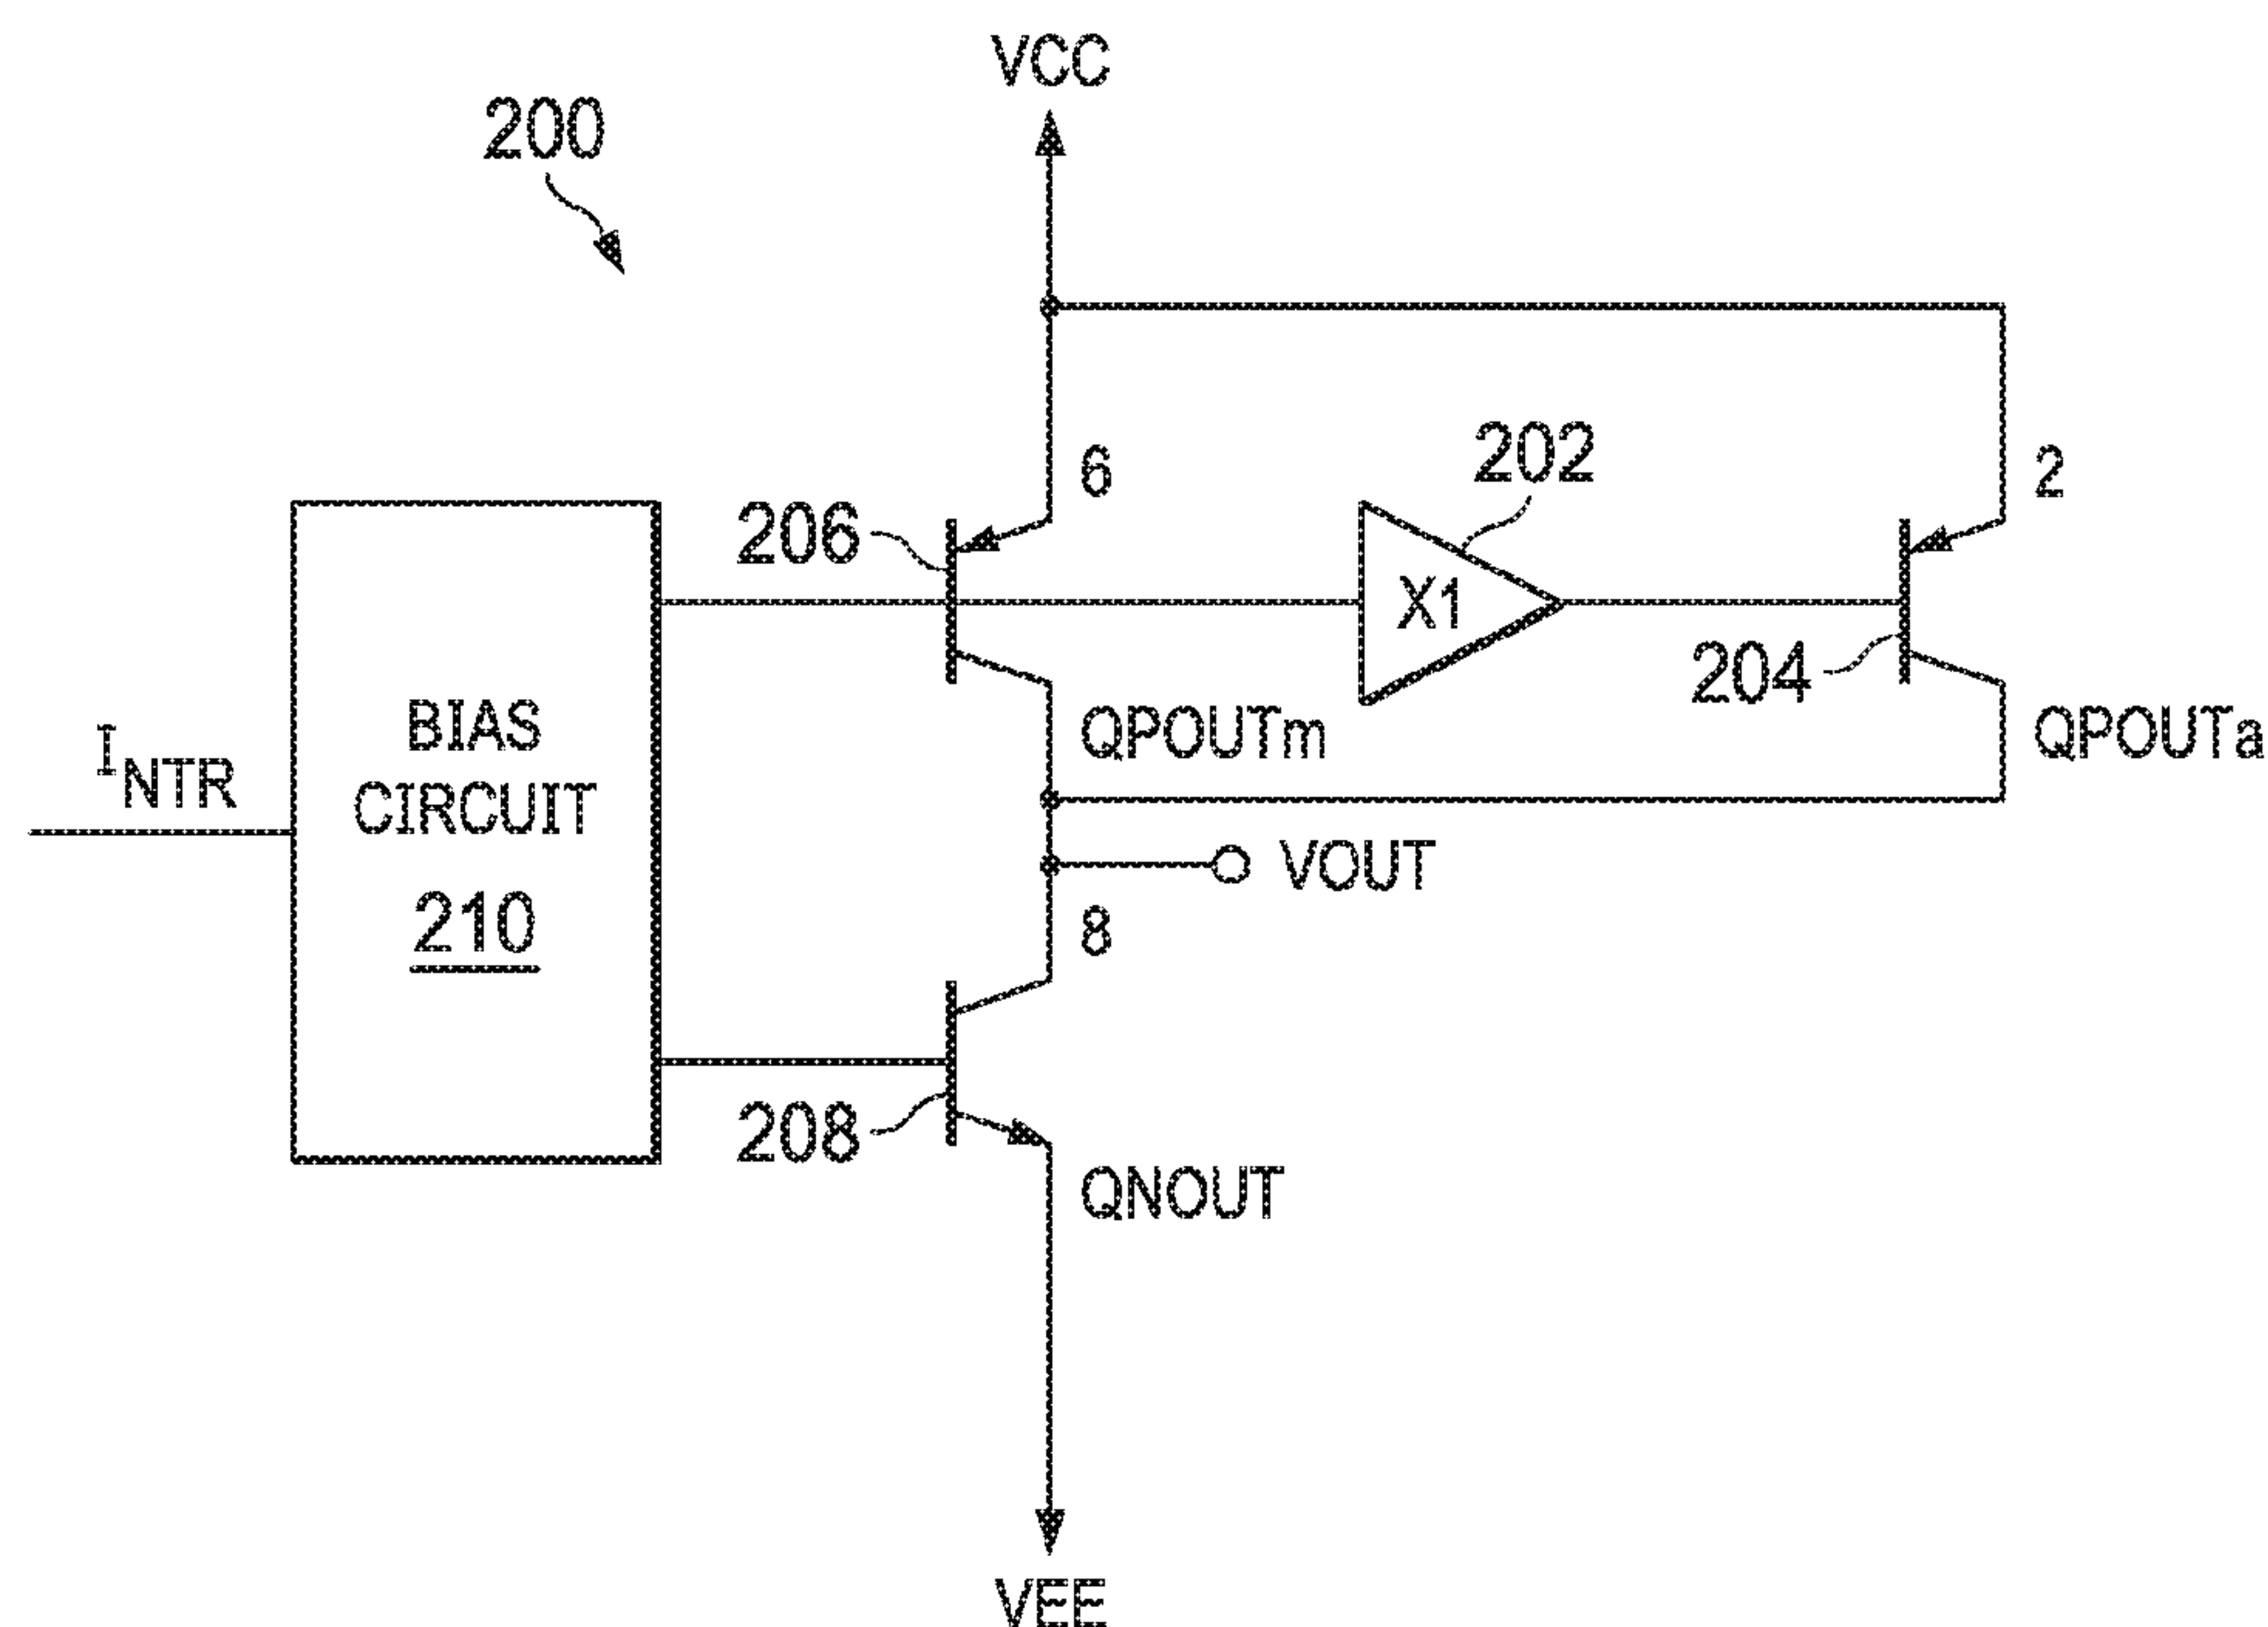 VCC
200
6
202
2
206
X1
204
BIAS
CIRCUIT
210
INTR
QPOUTm
QPOUTa
VOUT
8
208
QNOUT
VEE